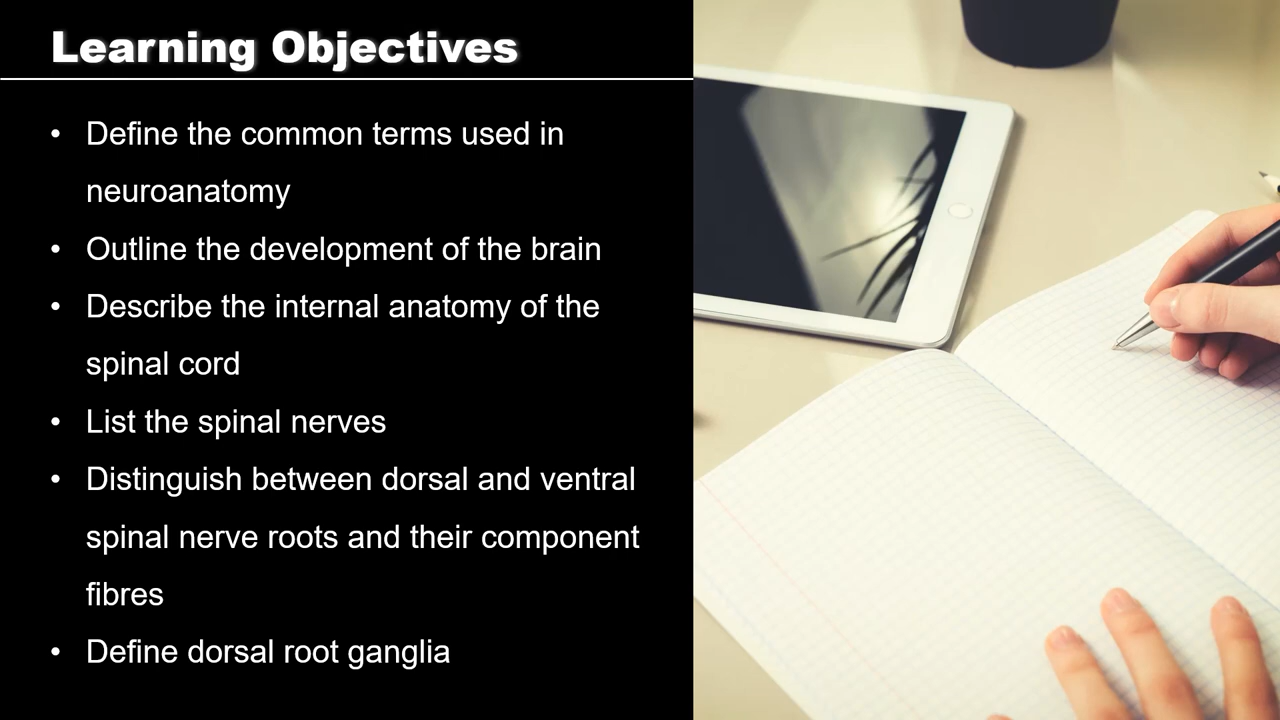 Learning Objectives
• Define the common terms used in
neuroanatomy
• Outline the development of the brain
• Describe the internal anatomy of the
spinal cord
• List the spinal nerves
• Distinguish between dorsal and ventral
spinal nerve roots and their component
fibres
• Define dorsal root ganglia